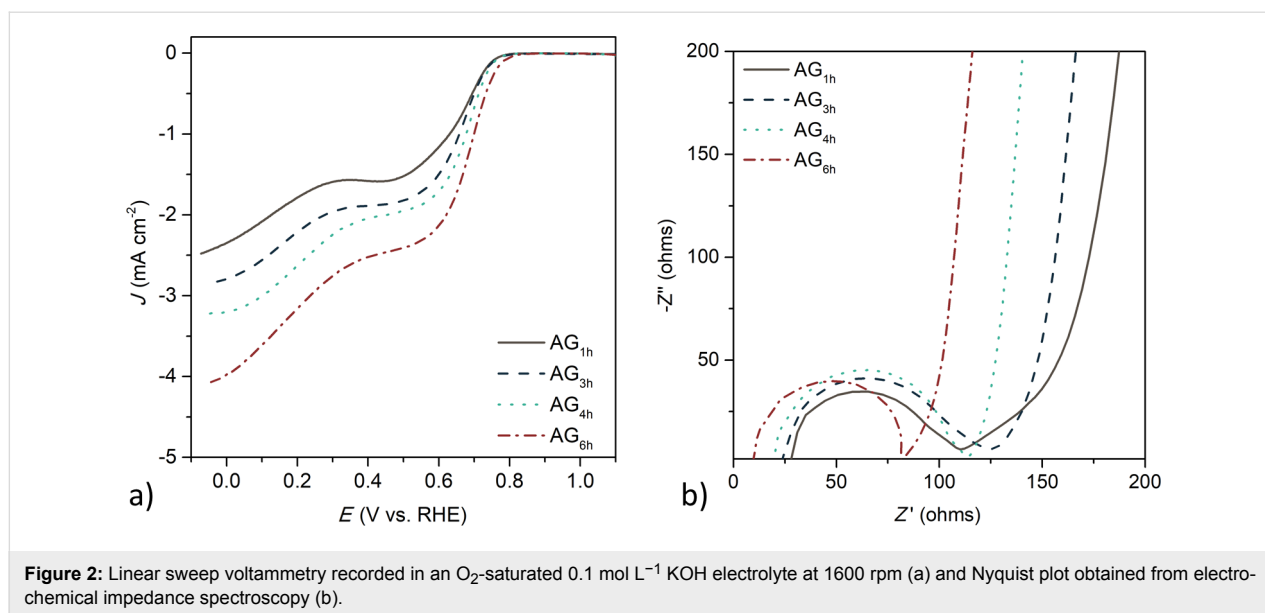 0
-1
-2
-3
-4
-5
J (mA cm⁻²)
AG1h
AG3h
AG4h
AG6h
a)
0.0 0.2 0.4 0.6 0.8 1.0
E (V vs. RHE)
200
150
100
50
-Z" (ohms)
AG1h
AG3h
AG4h
AG6h
b)
0 50 100 150 200
Z' (ohms)
Figure 2: Linear sweep voltammetry recorded in an O2-saturated 0.1 mol L⁻¹ KOH electrolyte at 1600 rpm (a) and Nyquist plot obtained from electro-
chemical impedance spectroscopy (b).